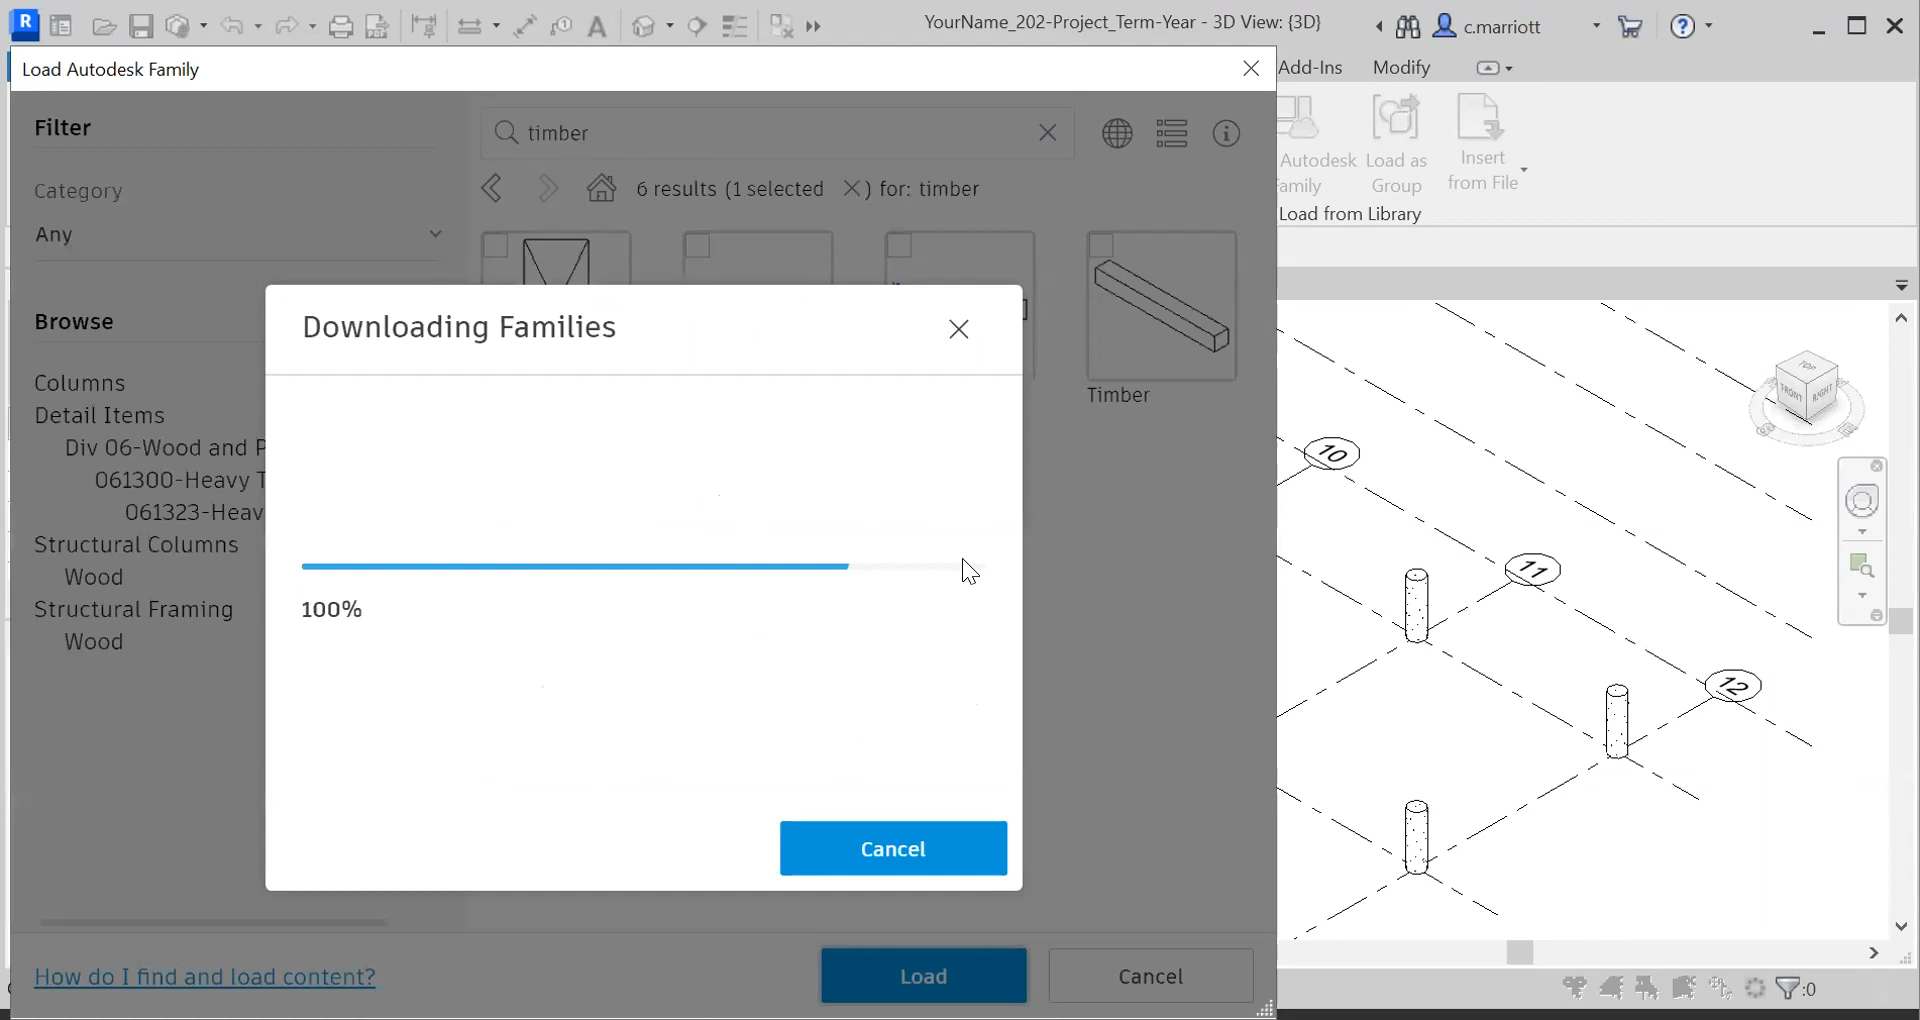 R
YourName_202-Project_Term-Year - 3D View: {3D}
c.marriott
Load Autodesk Family
Add-Ins
Modify
Filter
timber
Category
Any
6 results (1 selected
) for: timber
Autodesk
Family
Load as
Group
Insert
from File
Load from Library
Timber
Browse
Columns
Detail Items
Div 06-Wood and P
061300-Heavy T
061323-Heav
Structural Columns
Wood
Structural Framing
Wood
Downloading Families
100%
Cancel
TOP
FRONT
RIGHT
10
11
12
How do I find and load content?
Load
Cancel
:0